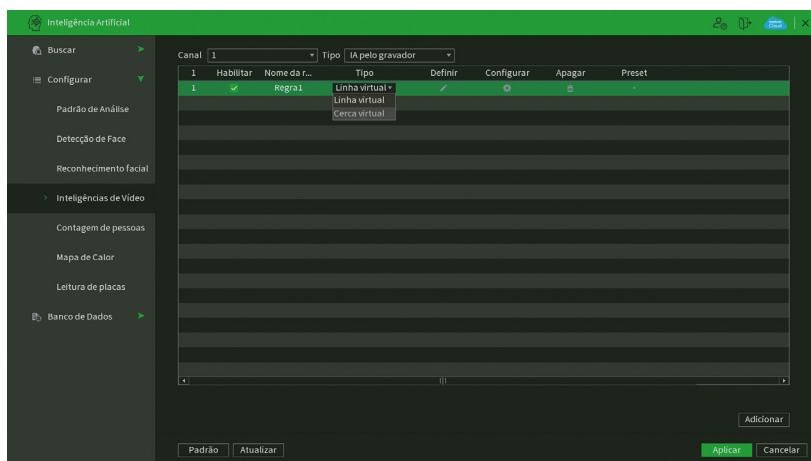 Inteligência Artificial
Buscar
Configurar
Padrão de Análise
Detecção de Face
Reconhecimento facial
Inteligências de Vídeo
Contagem de pessoas
Mapa de Calor
Leitura de placas
Banco de Dados
Canal 1 Tipo IA pelo gravador
1 Habilitar Nome da r... Tipo Definir Configurar Apagar Preset
1 Regra1 Linha virtual
Linha virtual
Cerca virtual
Adicionar
Padrão Atualizar Aplicar Cancelar